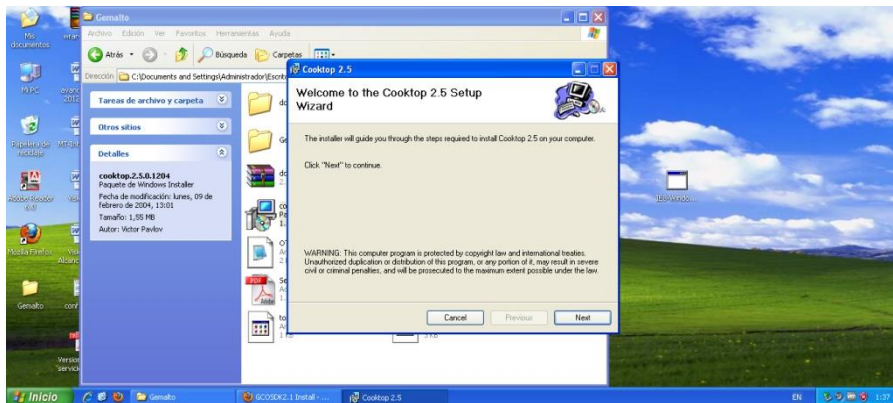 Mis
documentos
Mi PC
Papelera de
reciclaje
Adobe Reader
6.0
Mozilla Firefox
Gemalto
Gemalto
Archivo Edición Ver Favoritos Herramientas Ayuda
Atrás
Búsqueda
Carpetas
Dirección
C:\Documents and Settings\Administrador\Escrito
Tareas de archivo y carpeta
Otros sitios
Detalles
cooktop.2.5.0.1204
Paquete de Windows Installer
Fecha de modificación: lunes, 09 de
febrero de 2004, 13:01
Tamaño: 1,55 MB
Autor: Victor Pavlov
Cooktop 2.5
Welcome to the Cooktop 2.5 Setup
Wizard
The installer will guide you through the steps required to install Cooktop 2.5 on your computer.
Click "Next" to continue.
WARNING: This computer program is protected by copyright law and international treaties.
Unauthorized duplication or distribution of this program, or any portion of it, may result in severe
civil or criminal penalties, and will be prosecuted to the maximum extent possible under the law.
Cancel
Previous
Next
Inicio
Gemalto
GCOSDK2.1 Install - ...
Cooktop 2.5
EN
1:37